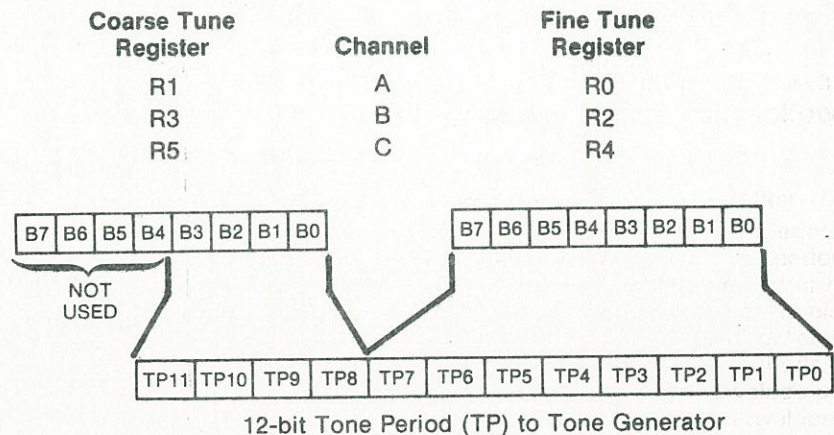 Coarse Tune Register
Channel
Fine Tune Register
R1 A R0
R3 B R2
R5 C R4
B7 B6 B5 B4 B3 B2 B1 B0
B7 B6 B5 B4 B3 B2 B1 B0
NOT
USED
TP11 TP10 TP9 TP8 TP7 TP6 TP5 TP4 TP3 TP2 TP1 TP0
12-bit Tone Period (TP) to Tone Generator